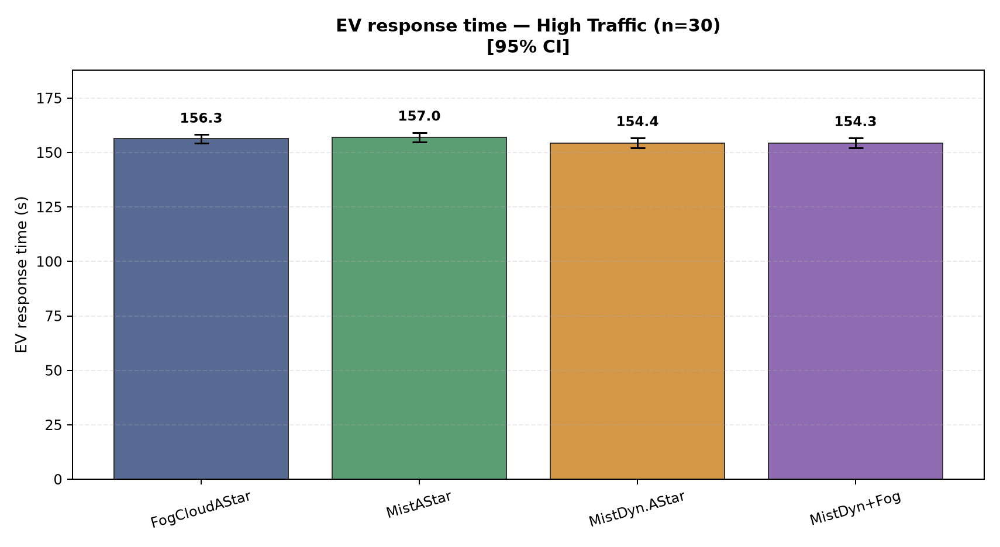 EV response time — High Traffic (n=30)
[95% CI]
EV response time (s)
175
150
125
100
75
50
25
0
156.3
157.0
154.4
154.3
FogCloudAStar
MistAStar
MistDyn.AStar
MistDyn+Fog